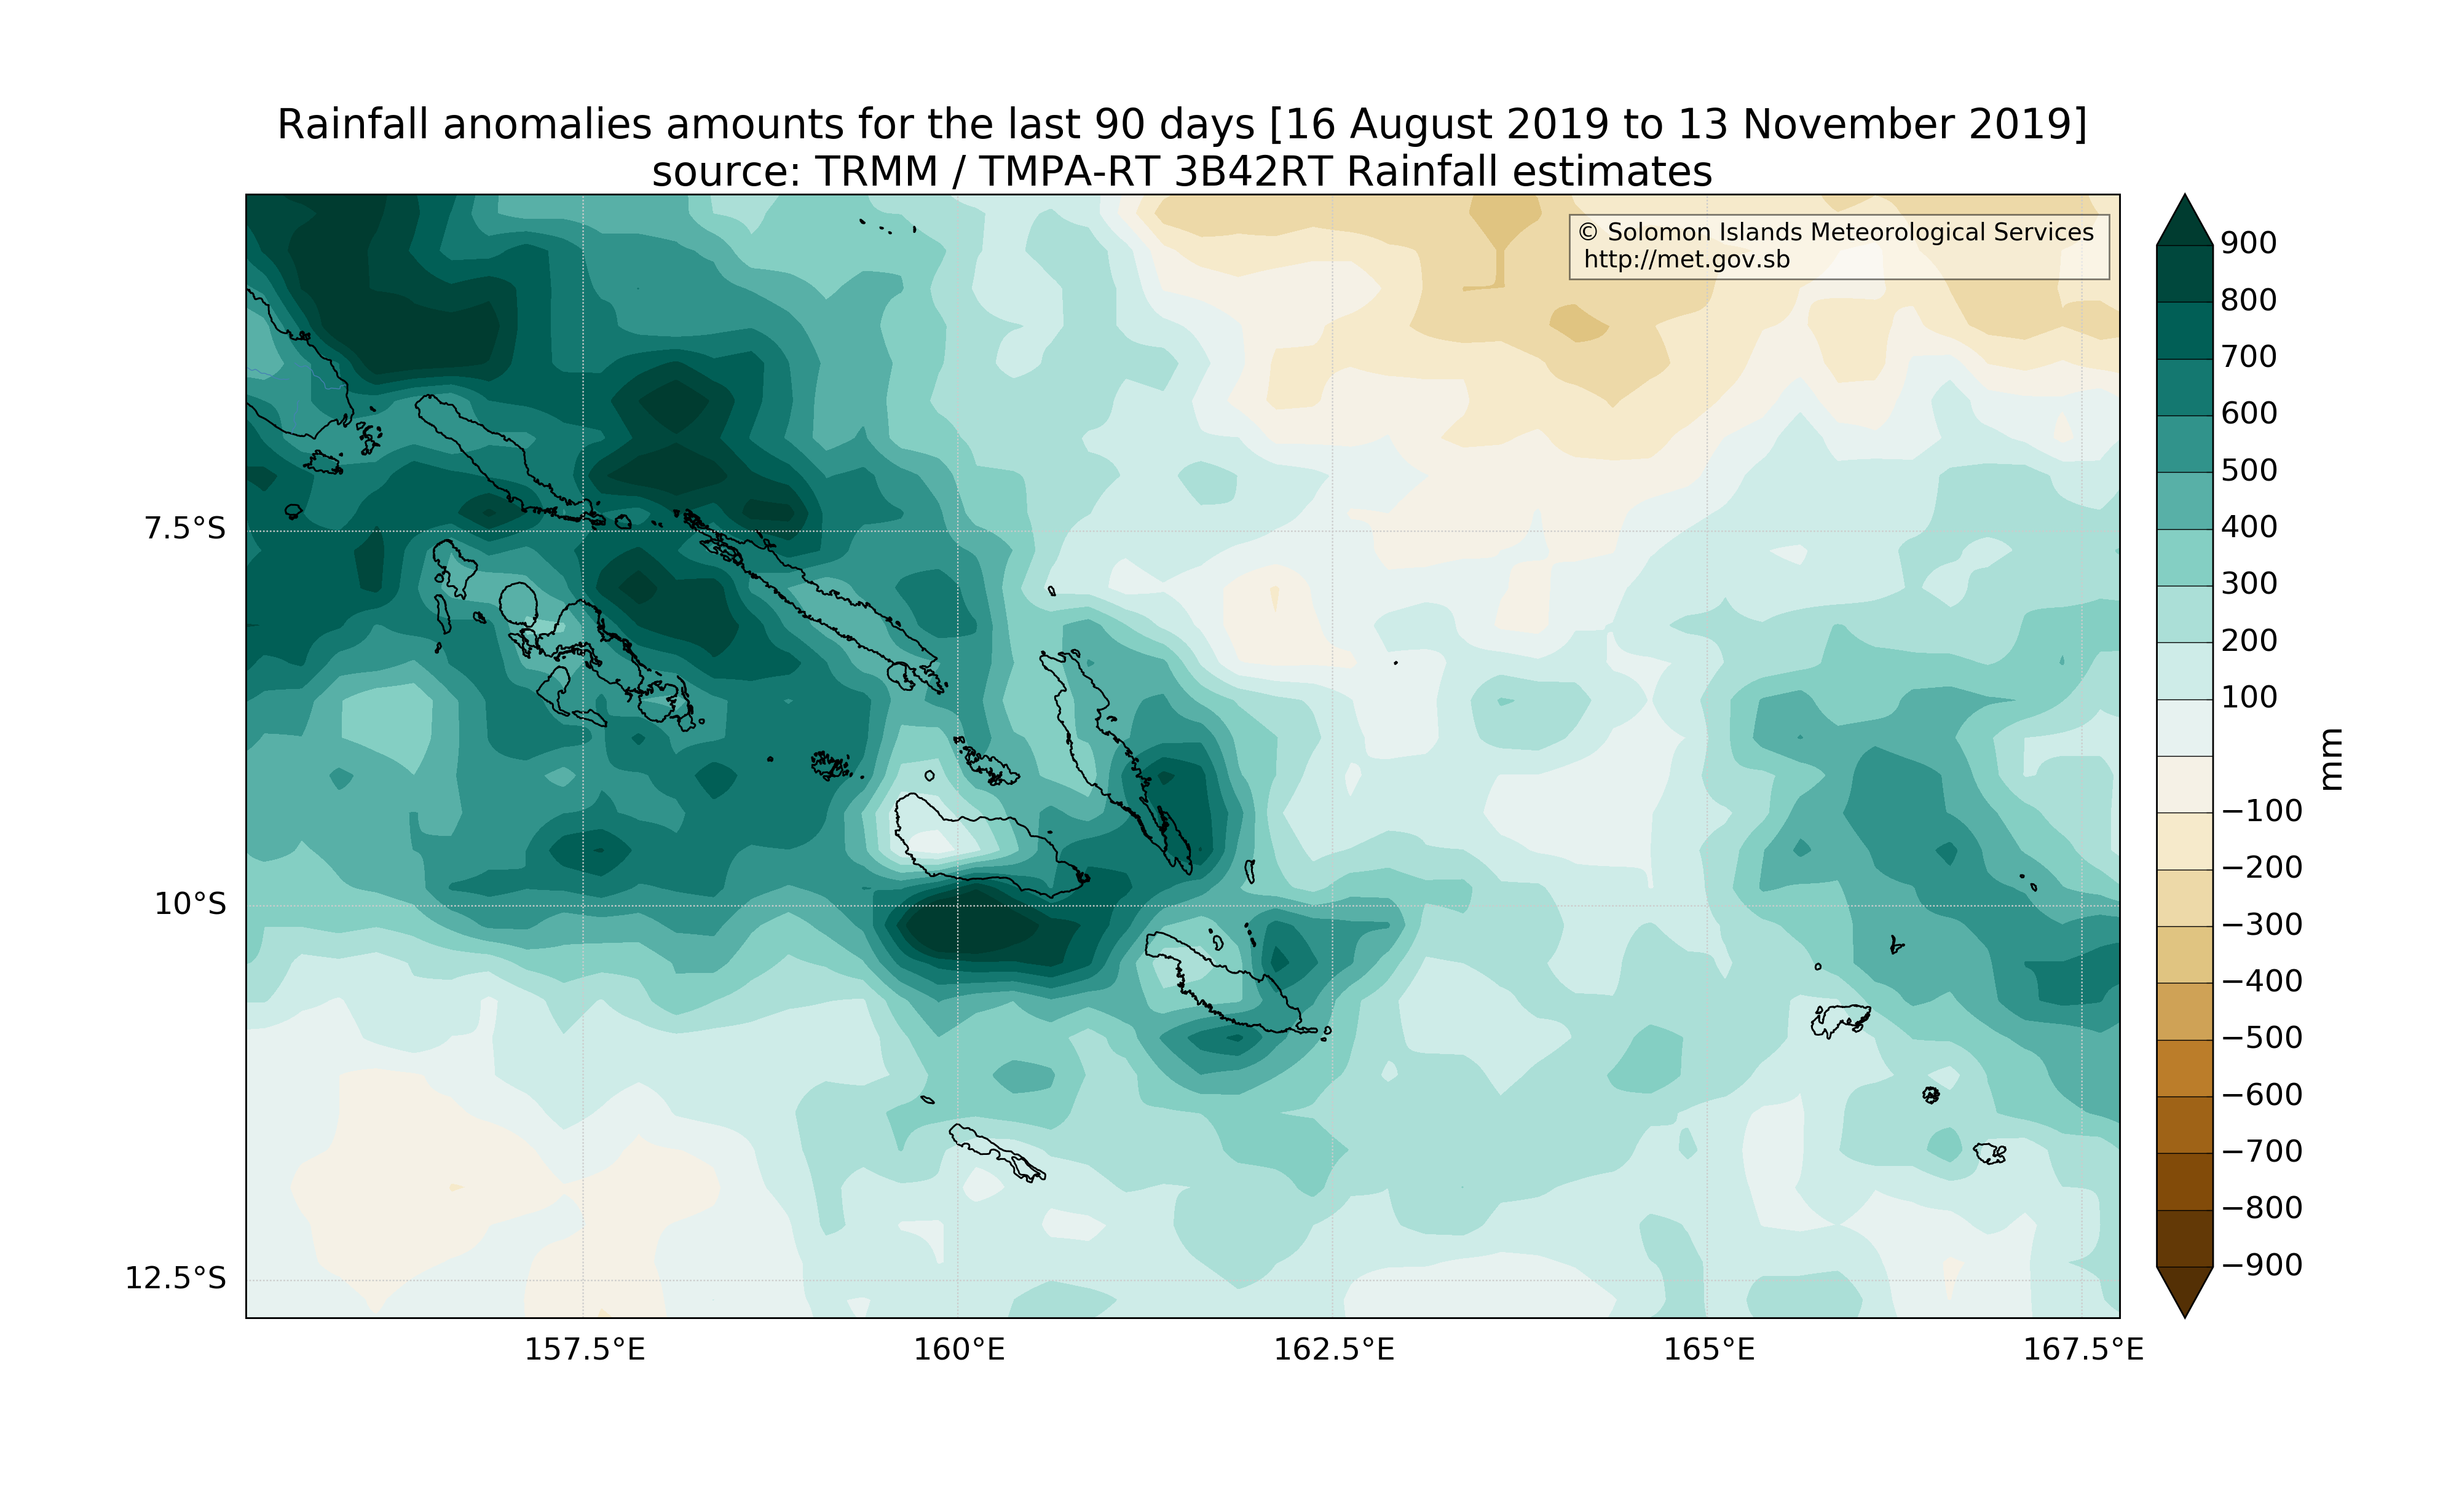 Rainfall anomalies amounts for the last 90 days [16 August 2019 to 13 November 2019]
source: TRMM / TMPA-RT 3B42RT Rainfall estimates
© Solomon Islands Meteorological Services
http://met.gov.sb
7.5°S
10°S
12.5°S
157.5°E
160°E
162.5°E
165°E
167.5°E
900
800
700
600
500
400
300
200
100
−100
−200
−300
−400
−500
−600
−700
−800
−900
mm